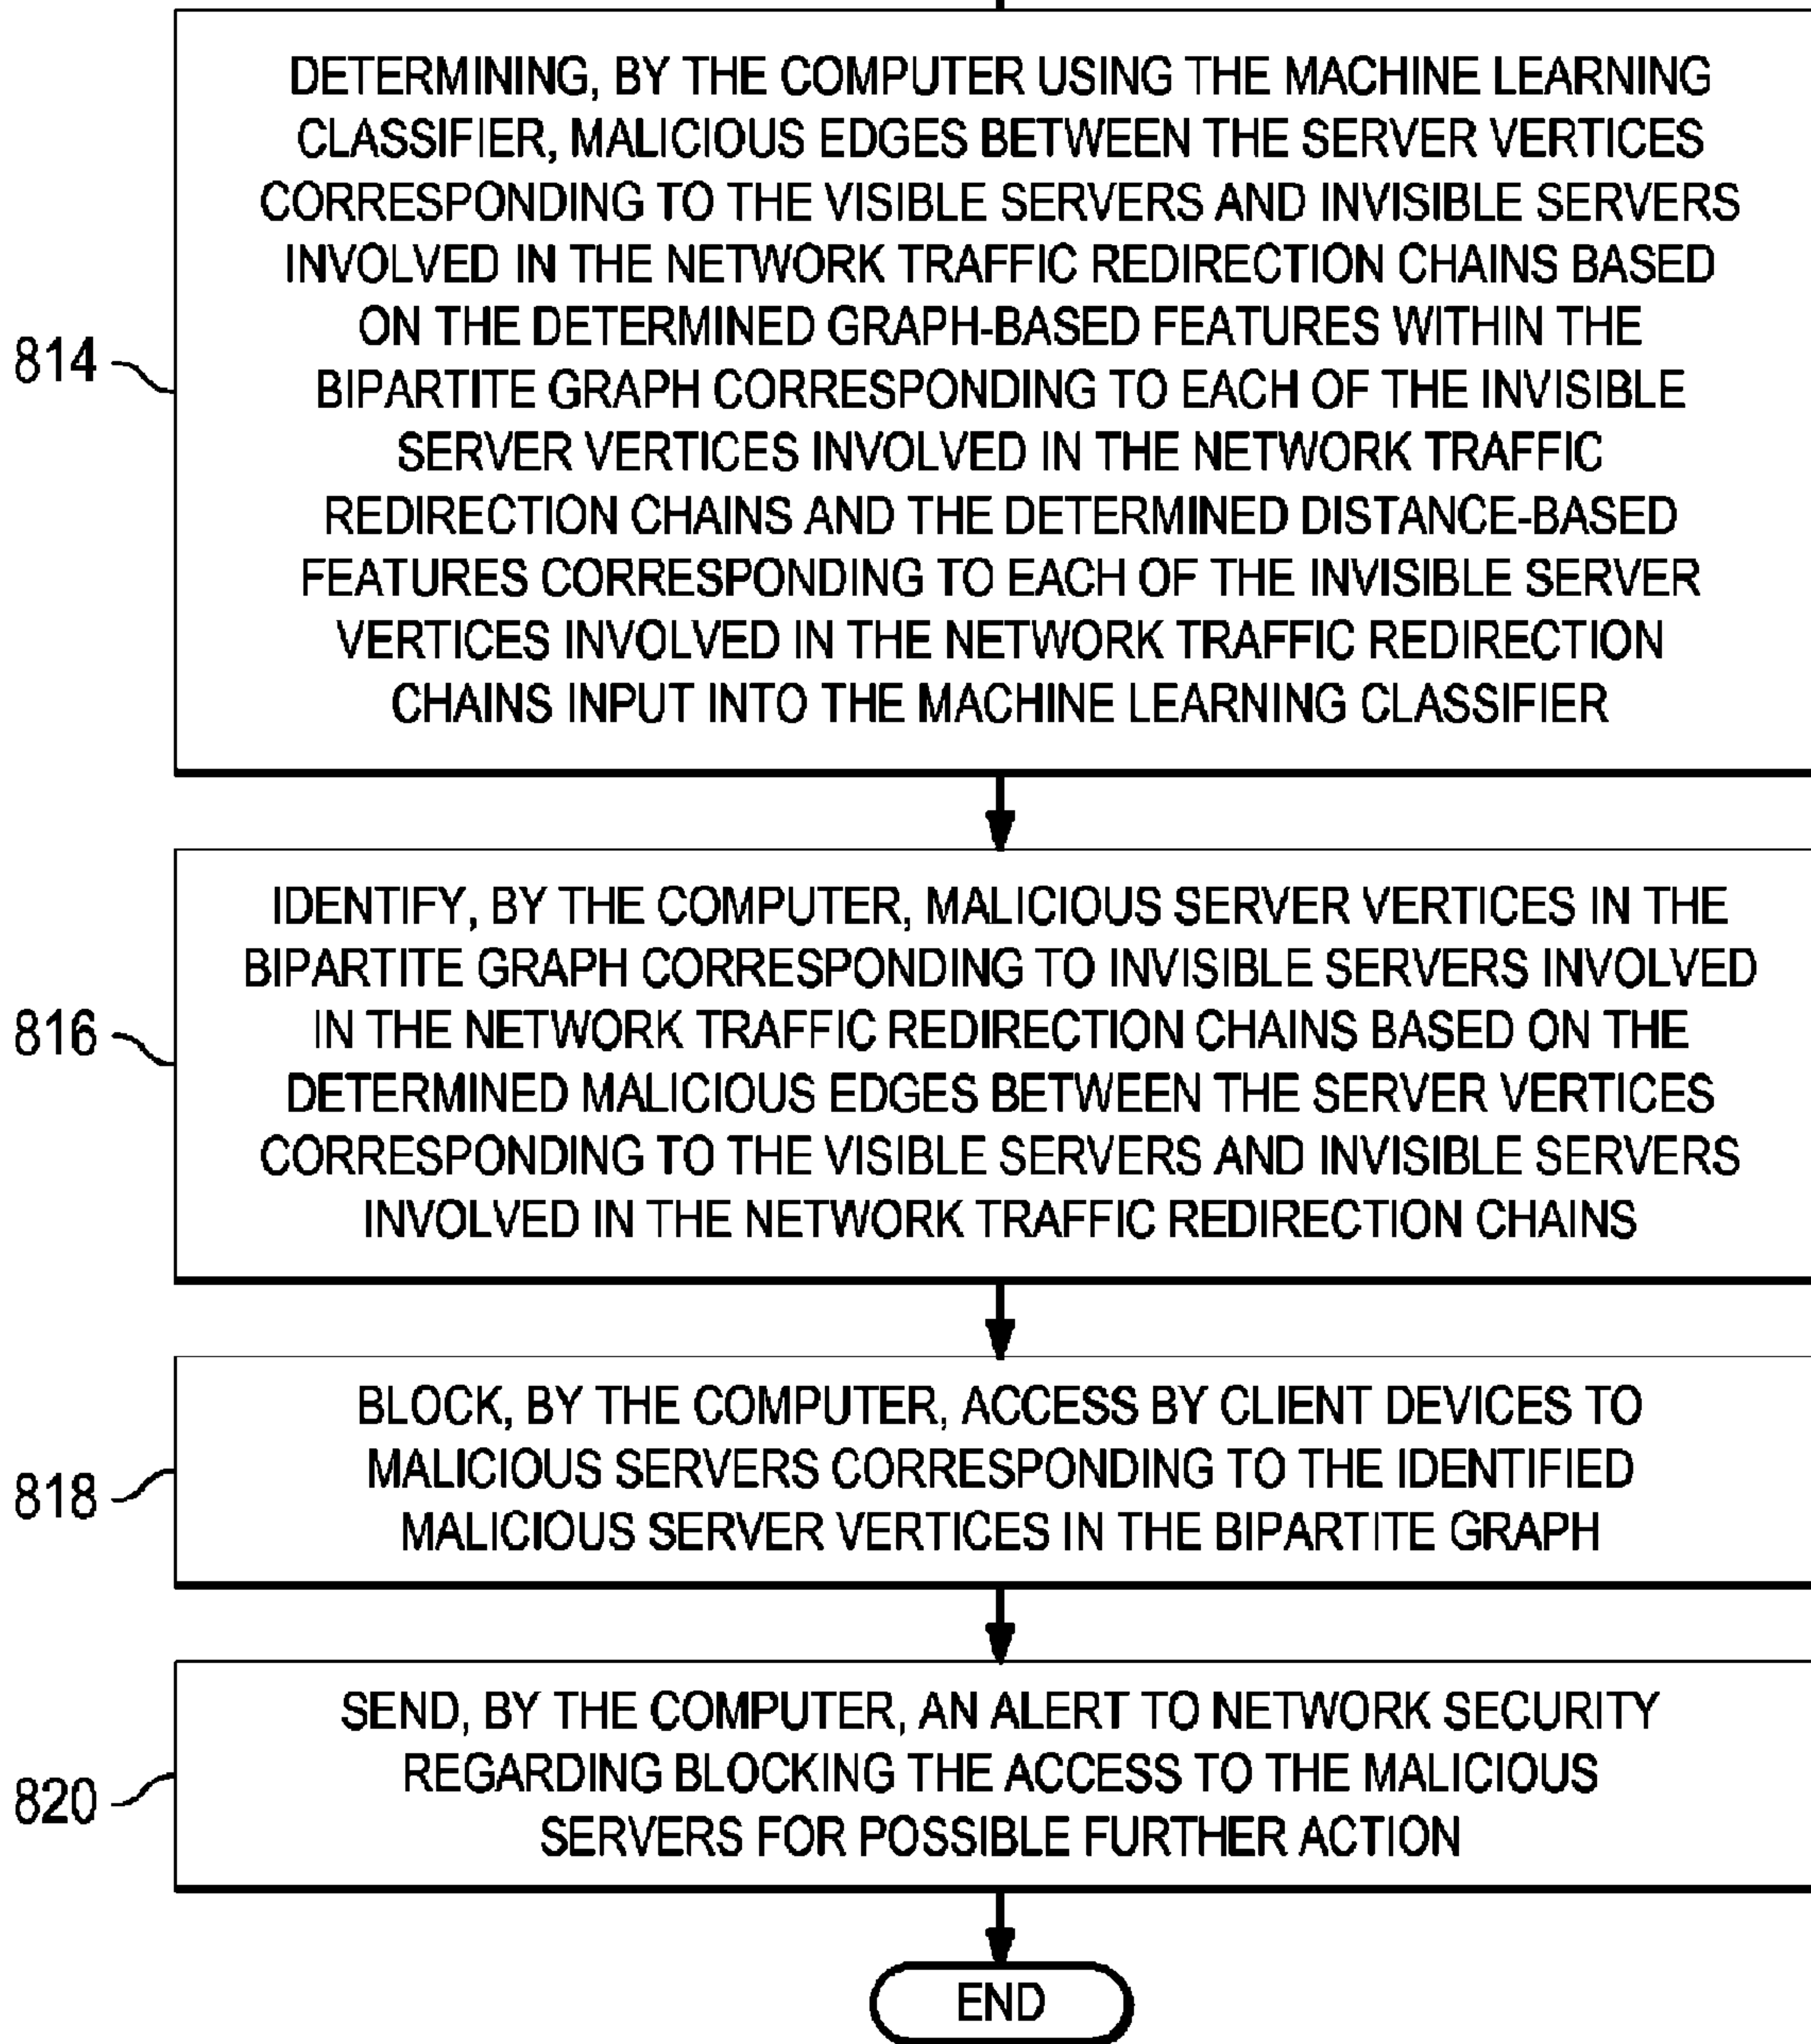 DETERMINING, BY THE COMPUTER USING THE MACHINE LEARNING
CLASSIFIER, MALICIOUS EDGES BETWEEN THE SERVER VERTICES
CORRESPONDING TO THE VISIBLE SERVERS AND INVISIBLE SERVERS
INVOLVED IN THE NETWORK TRAFFIC REDIRECTION CHAINS BASED
ON THE DETERMINED GRAPH-BASED FEATURES WITHIN THE
814
BIPARTITE GRAPH CORRESPONDING TO EACH OF THE INVISIBLE
SERVER VERTICES INVOLVED IN THE NETWORK TRAFFIC
REDIRECTION CHAINS AND THE DETERMINED DISTANCE-BASED
FEATURES CORRESPONDING TO EACH OF THE INVISIBLE SERVER
VERTICES INVOLVED IN THE NETWORK TRAFFIC REDIRECTION
CHAINS INPUT INTO THE MACHINE LEARNING CLASSIFIER
IDENTIFY, BY THE COMPUTER, MALICIOUS SERVER VERTICES IN THE
BIPARTITE GRAPH CORRESPONDING TO INVISIBLE SERVERS INVOLVED
816
IN THE NETWORK TRAFFIC REDIRECTION CHAINS BASED ON THE
DETERMINED MALICIOUS EDGES BETWEEN THE SERVER VERTICES
CORRESPONDING TO THE VISIBLE SERVERS AND INVISIBLE SERVERS
INVOLVED IN THE NETWORK TRAFFIC REDIRECTION CHAINS
BLOCK, BY THE COMPUTER, ACCESS BY CLIENT DEVICES TO
MALICIOUS SERVERS CORRESPONDING TO THE IDENTIFIED
818
MALICIOUS SERVER VERTICES IN THE BIPARTITE GRAPH
SEND, BY THE COMPUTER, AN ALERT TO NETWORK SECURITY
REGARDING BLOCKING THE ACCESS TO THE MALICIOUS
820
SERVERS FOR POSSIBLE FURTHER ACTION
END